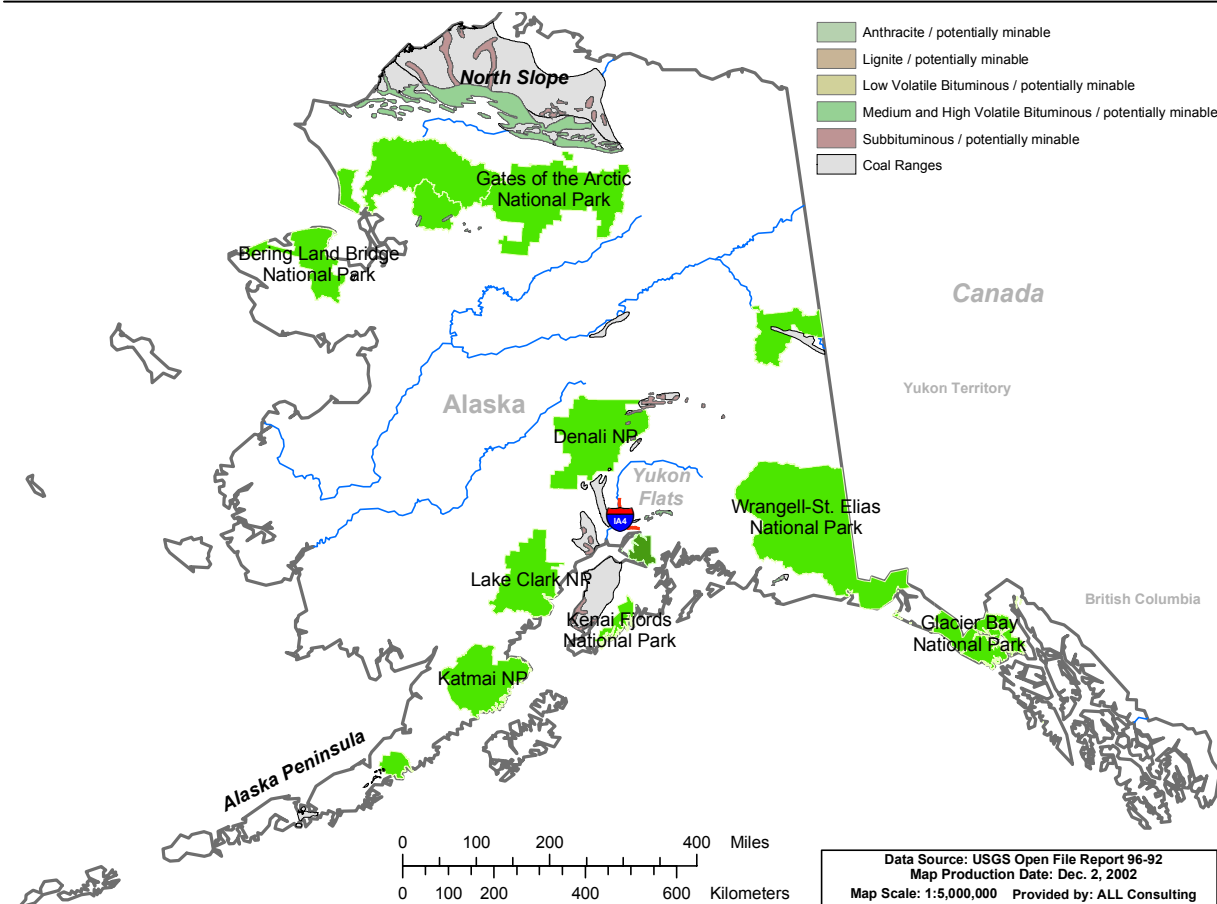 Anthracite / potentially minable
Lignite / potentially minable
Low Volatile Bituminous / potentially minable
Medium and High Volatile Bituminous / potentially minable
Subbituminous / potentially minable
Coal Ranges
North Slope
Gates of the Arctic
National Park
Bering Land Bridge
National Park
Canada
Yukon Territory
Alaska
Denali NP
Yukon
Flats
IA4
Wrangell-St. Elias
National Park
Lake Clark NP
Kenai Fjords
National Park
British Columbia
Glacier Bay
National Park
Katmai NP
Alaska Peninsula
0 100 200 400 Miles
0 100 200 400 600 Kilometers
Data Source: USGS Open File Report 96-92
Map Production Date: Dec. 2, 2002
Map Scale: 1:5,000,000 Provided by: ALL Consulting